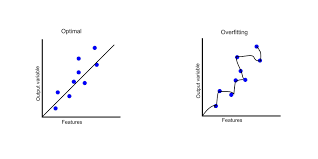 Optimal
Output variable
Features
Overfitting
Output variable
Features